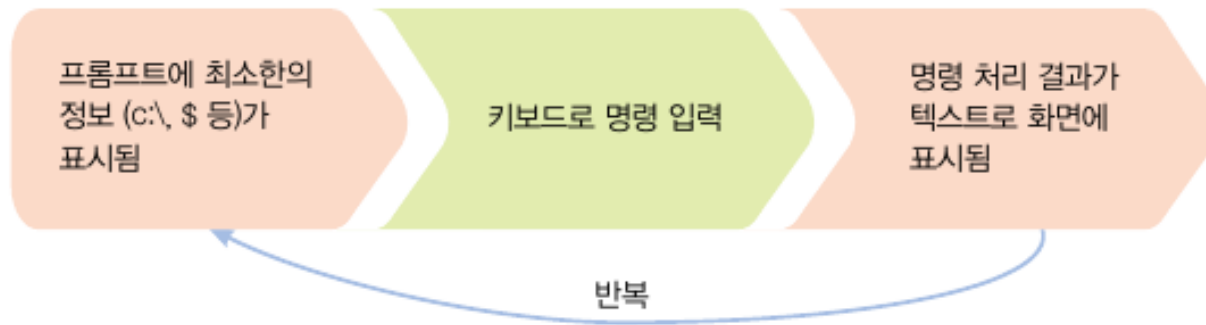 프롬프트에 최소한의
정보 (c:\, $ 등)가
표시됨
키보드로 명령 입력
명령 처리 결과가
텍스트로 화면에
표시됨
반복